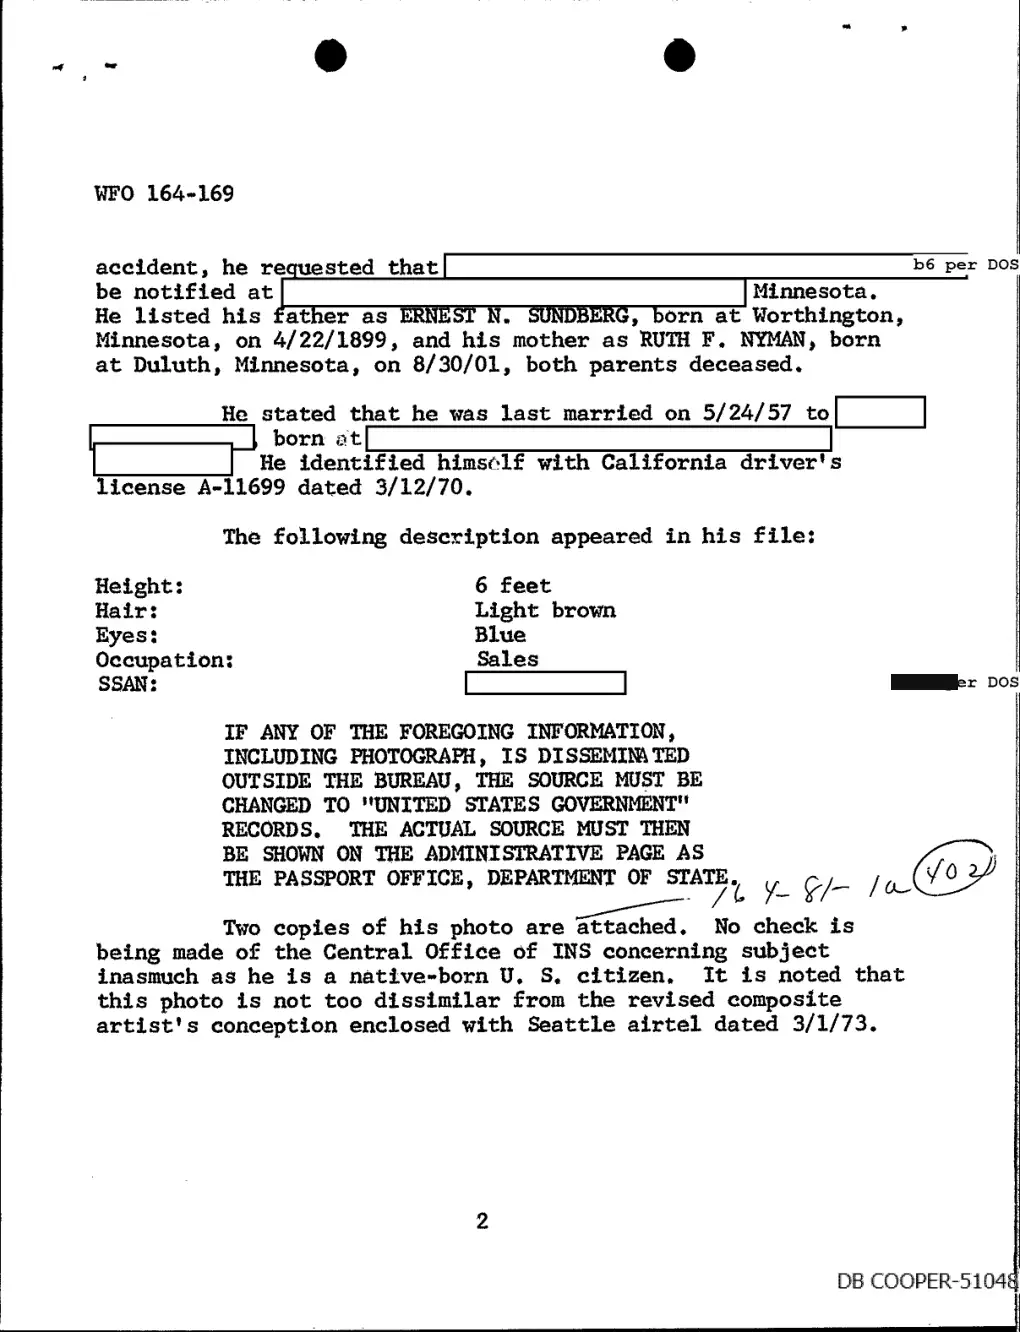 WFO 164-169
accident, he requested that b6 per DOS
be notified at Minnesota.
He listed his father as ERNEST N. SUNDBERG, born at Worthington,
Minnesota, on 4/22/1899, and his mother as RUTH F. NYMAN, born
at Duluth, Minnesota, on 8/30/01, both parents deceased.
He stated that he was last married on 5/24/57 to
, born at
He identified himself with California driver's
license A-11699 dated 3/12/70.
The following description appeared in his file:
Height: 6 feet
Hair: Light brown
Eyes: Blue
Occupation: Sales
SSAN: er DOS
IF ANY OF THE FOREGOING INFORMATION,
INCLUDING PHOTOGRAPH, IS DISSEMINATED
OUTSIDE THE BUREAU, THE SOURCE MUST BE
CHANGED TO "UNITED STATES GOVERNMENT"
RECORDS. THE ACTUAL SOURCE MUST THEN
BE SHOWN ON THE ADMINISTRATIVE PAGE AS
THE PASSPORT OFFICE, DEPARTMENT OF STATE.
164-81-1a 402
Two copies of his photo are attached. No check is
being made of the Central Office of INS concerning subject
inasmuch as he is a native-born U. S. citizen. It is noted that
this photo is not too dissimilar from the revised composite
artist's conception enclosed with Seattle airtel dated 3/1/73.
2
DB COOPER-51048